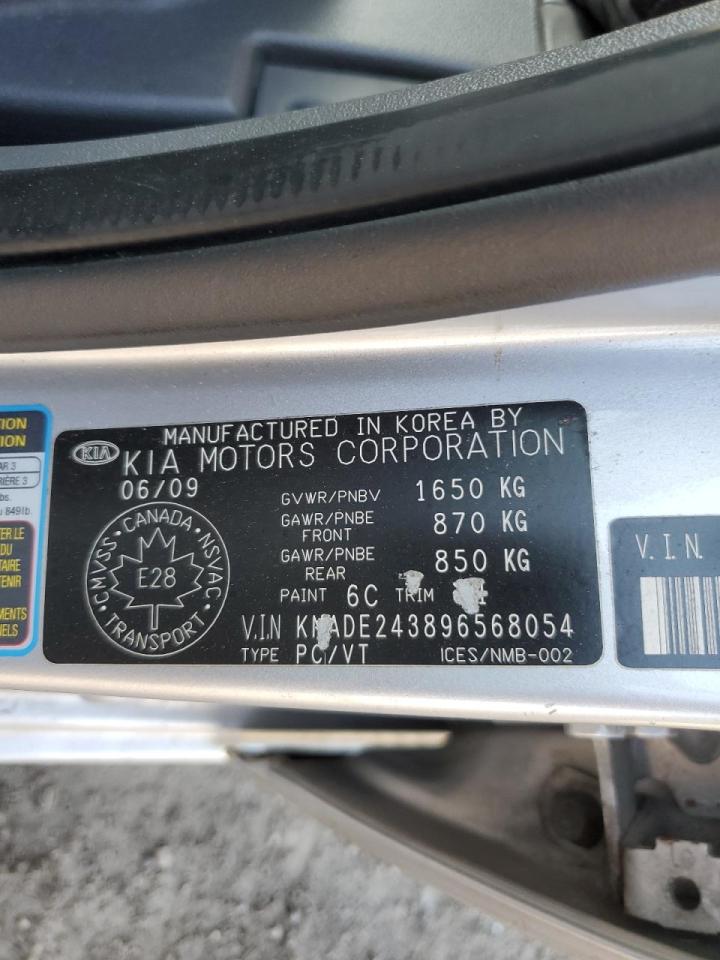 MANUFACTURED IN KOREA BY
KIA KIA MOTORS CORPORATION
06/09
GVWR/PNBV 1650 KG
GAWR/PNBE FRONT 870 KG
GAWR/PNBE REAR 850 KG
PAINT 6C TRIM
CANADA
CMVSS NSVAC
E28
TRANSPORT
TYPE PC/VT ICES/NMB-002
V.I.N